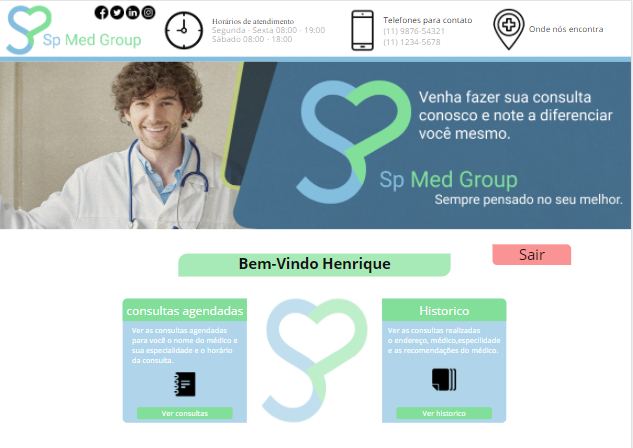 Sp Med Group
Horários de atendimento
Segunda - Sexta 08:00 - 19:00
Sábado 08:00 - 18:00
Telefones para contato
(11) 9876-54321
(11) 1234-5678
Onde nós encontra
Venha fazer sua consulta
conosco e note a diferenciar
você mesmo.
Sp Med Group
Sempre pensado no seu melhor.
Bem-Vindo Henrique
Sair
consultas agendadas
Ver as consultas agendadas
para você o nome do médico e
sua especialidade e o horário
da consulta.
Ver consultas
Historico
Ver as consultas realizadas
o endereço, médico,especilidade
e as recomendações do médico.
Ver historico